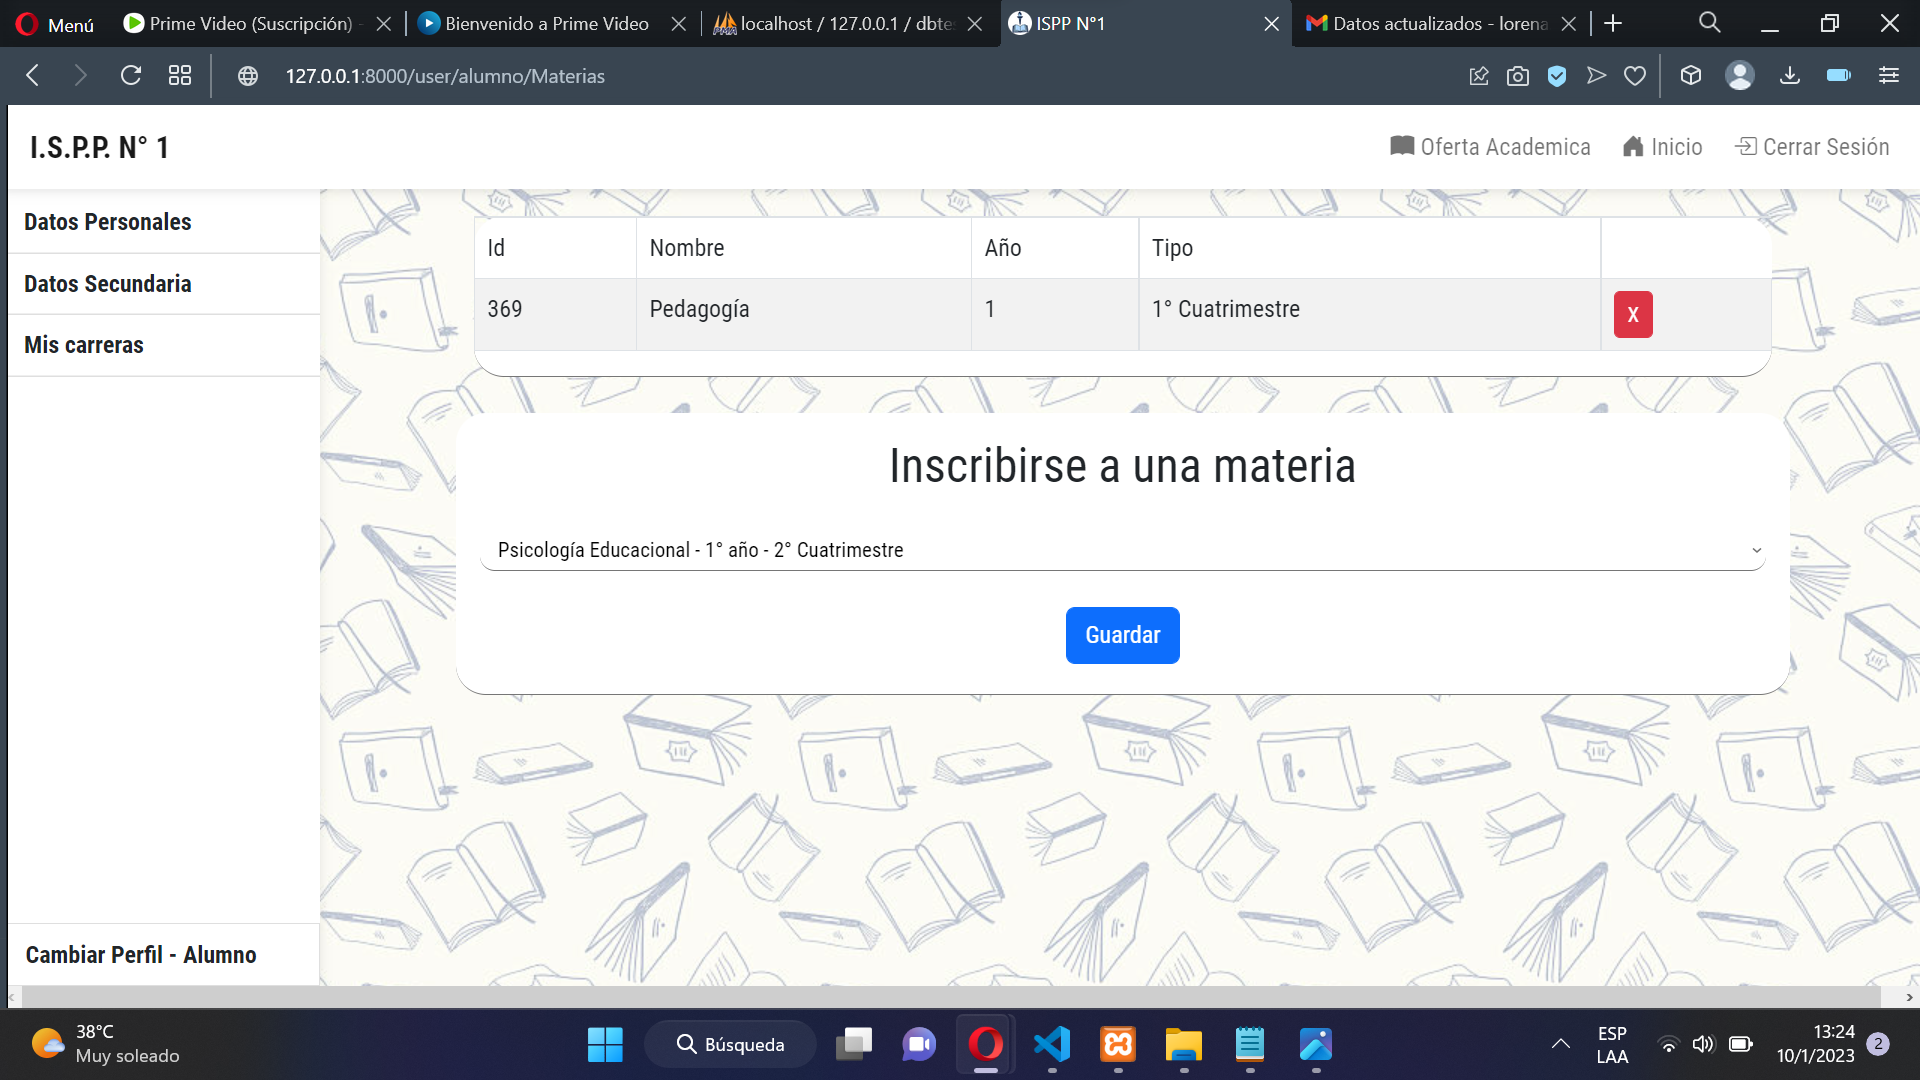 Menú
Prime Video (Suscripción) -
Bienvenido a Prime Video
localhost / 127.0.0.1 / dbte
ISPP N°1
Datos actualizados - lorena
127.0.0.1:8000/user/alumno/Materias
I.S.P.P. N° 1
Oferta Academica
Inicio
Cerrar Sesión
Datos Personales
Datos Secundaria
Mis carreras
Id Nombre Año Tipo
369 Pedagogía 1 1° Cuatrimestre X
Inscribirse a una materia
Psicología Educacional - 1° año - 2° Cuatrimestre
Guardar
Cambiar Perfil - Alumno
38°C
Muy soleado
Búsqueda
ESP
LAA
13:24
10/1/2023
2